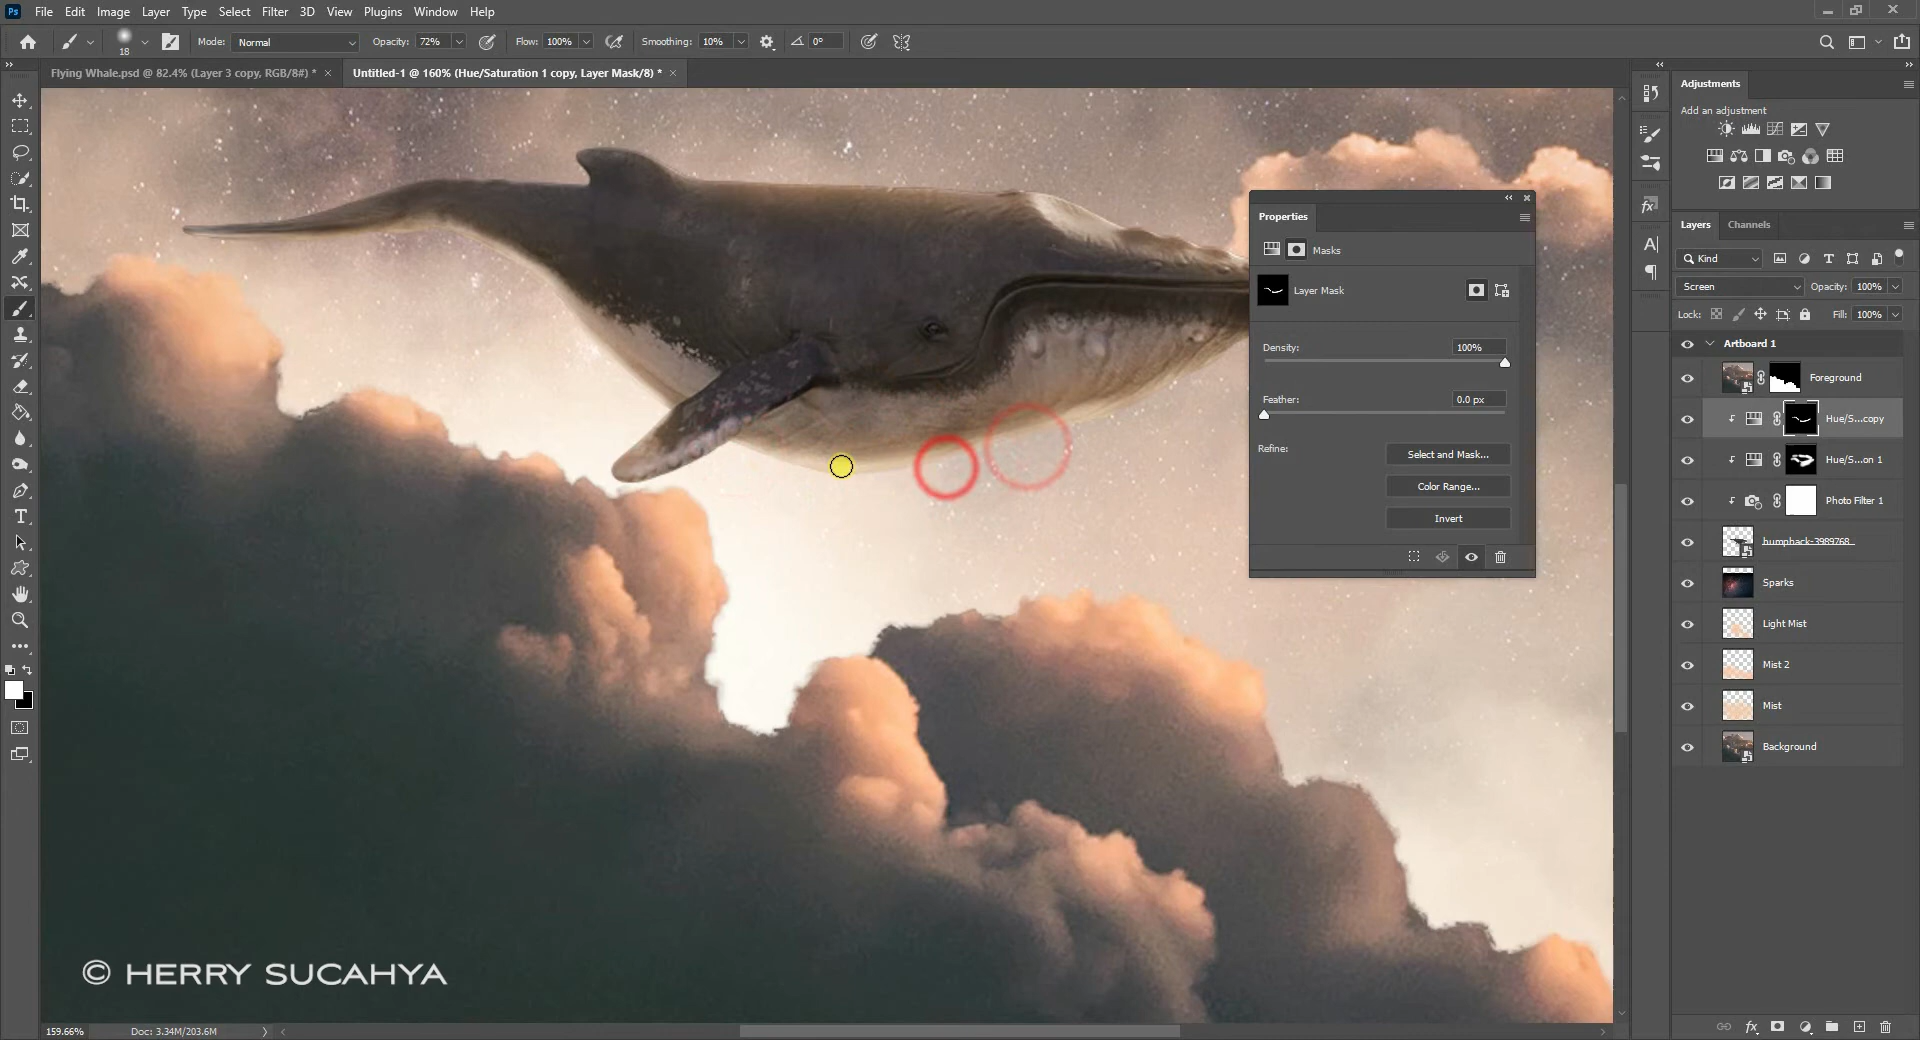 Ps File Edit Image Layer Type Select Filter 3D View Plugins Window Help
18 Mode: Normal Opacity: 72% Flow: 100% Smoothing: 10% 0°
Flying Whale.psd @ 82.4% (Layer 3 copy, RGB/8#) * × Untitled-1 @ 160% (Hue/Saturation 1 copy, Layer Mask/8) * ×
Adjustments
Add an adjustment
Properties
Masks
Layer Mask
Density: 100%
Feather: 0.0 px
Refine: Select and Mask...
Color Range...
Invert
Layers Channels
Kind
Screen Opacity: 100%
Lock: Fill: 100%
Artboard 1
Foreground
Hue/S...copy
Hue/S...on 1
Photo Filter 1
humpback-3989768...
Sparks
Light Mist
Mist 2
Mist
Background
© HERRY SUCAHYA
159.66% Doc: 3.34M/203.6M